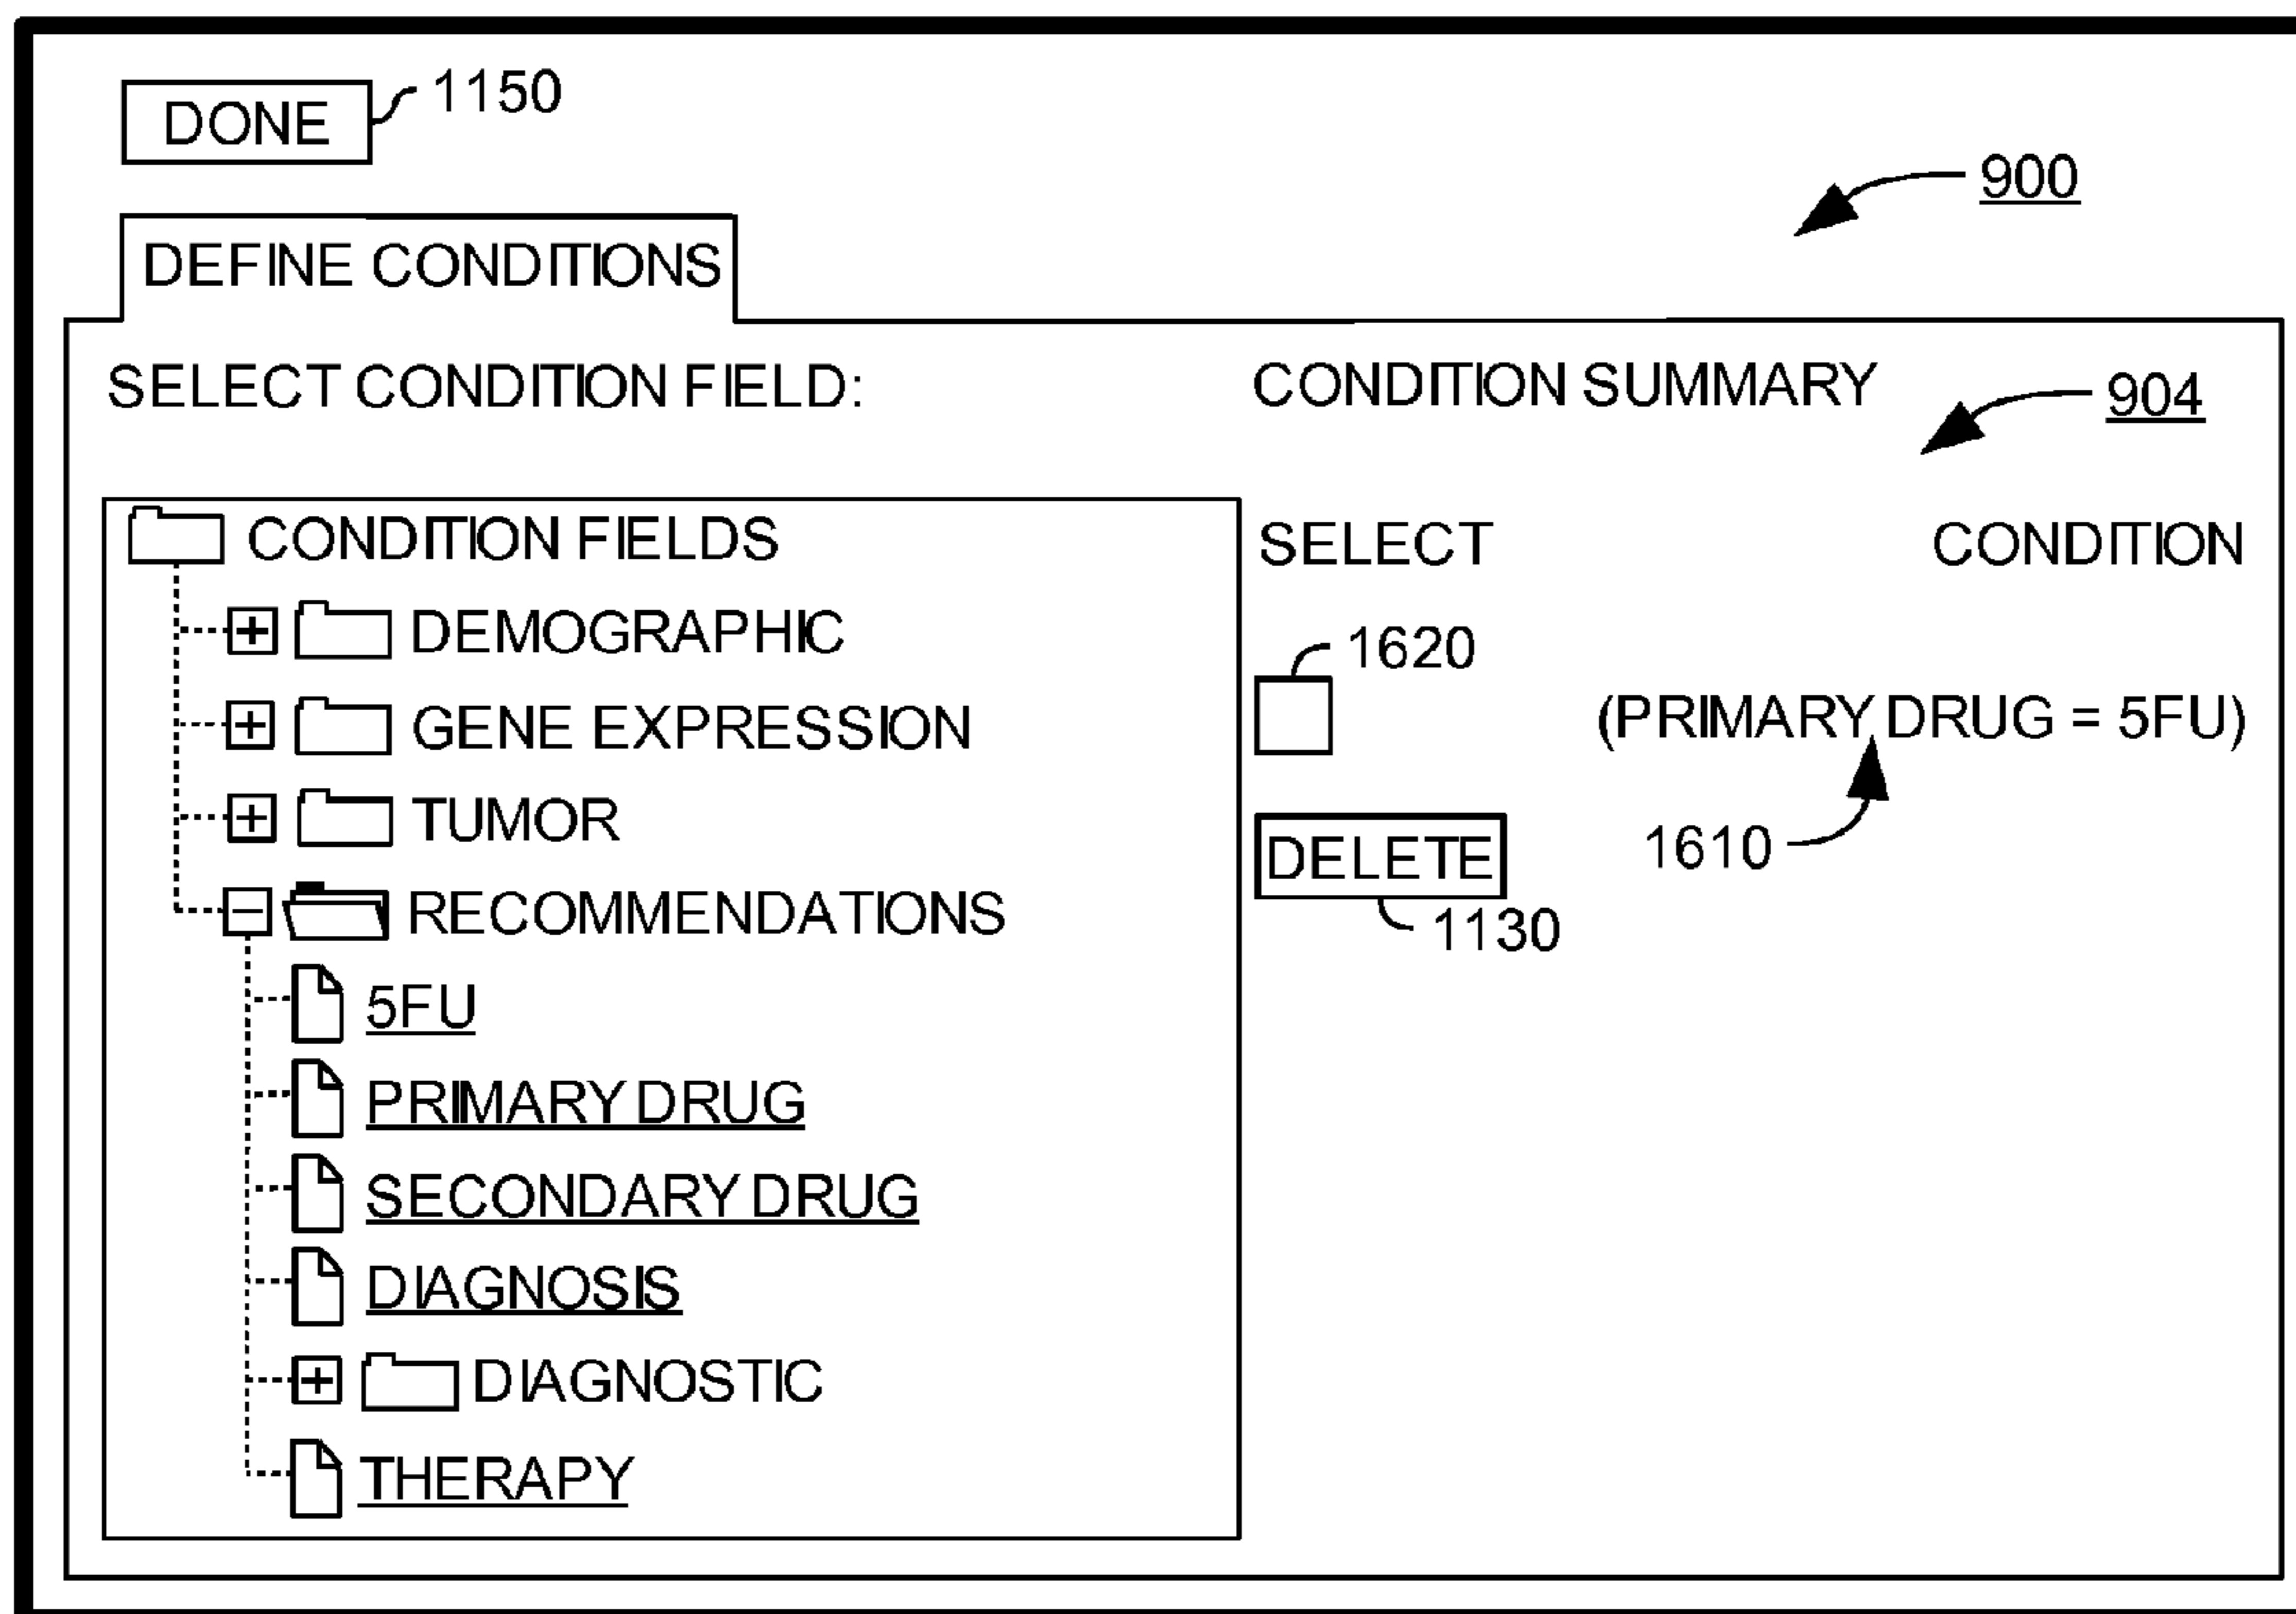 DONE 1150
900
DEFINE CONDITIONS
SELECT CONDITION FIELD:
CONDITION SUMMARY
904
CONDITION FIELDS
DEMOGRAPHIC
GENE EXPRESSION
TUMOR
RECOMMENDATIONS
5FU
PRIMARY DRUG
SECONDARY DRUG
DIAGNOSIS
DIAGNOSTIC
THERAPY
SELECT CONDITION
1620
(PRIMARY DRUG = 5FU)
1610
DELETE
1130